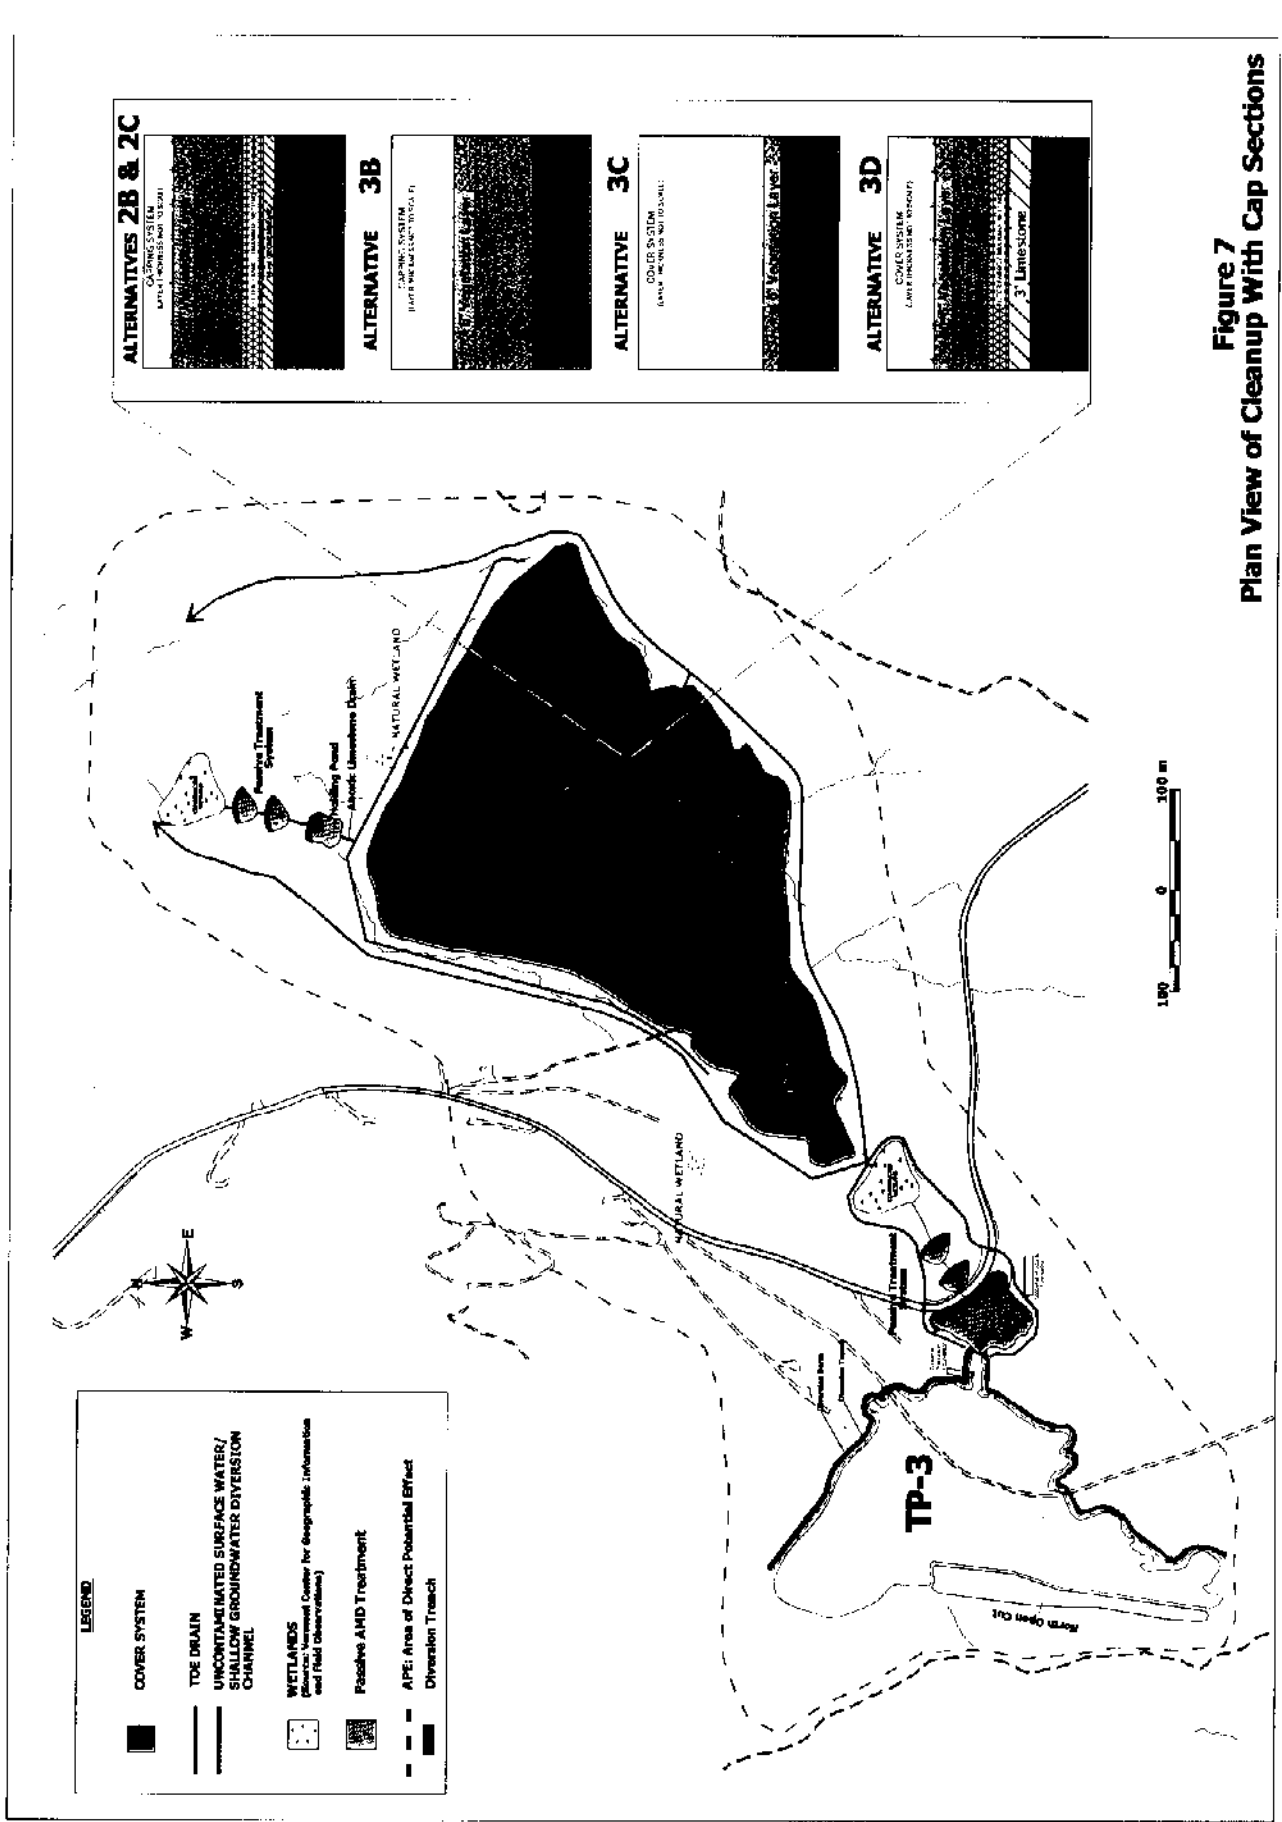 Figure 7
Plan View of Cleanup With Cap Sections
ALTERNATIVES 2B & 2C
CAPPING SYSTEM
ALTERNATIVE 3B
CAPPING SYSTEM
ALTERNATIVE 3C
COVER SYSTEM
Vegetation Layer
ALTERNATIVE 3D
COVER SYSTEM
3' Limestone
LEGEND
COVER SYSTEM
TOE DRAIN
UNCONTAMINATED SURFACE WATER/
SHALLOW GROUNDWATER DIVERSION
CHANNEL
WETLANDS
(Source: Vermont Center for Geographic Information
and Field Observations)
Passive AMD Treatment
APE: Area of Direct Potential Effect
Diversion Trench
W
E
S
Passive Treatment
System
Holding Pond
Anoxic Limestone Drain
NATURAL WETLAND
NATURAL WETLAND
Passive Treatment
System
TP-3
North Open Cut
100
0
100 m